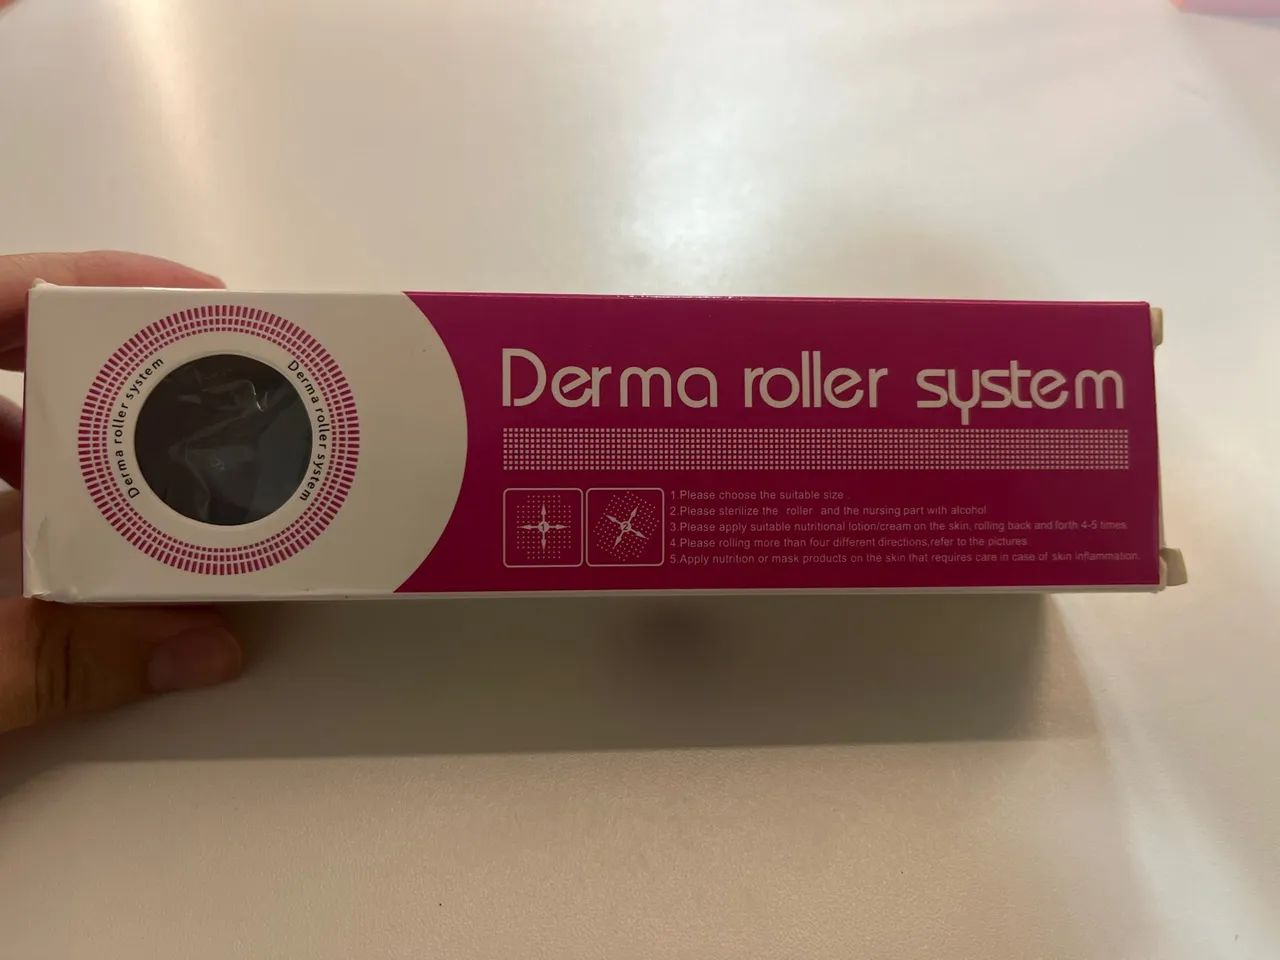 Derma roller system
Derma roller system
Derma roller system
1
2
1.Please choose the suitable size .
2.Please sterilize the roller and the nursing part with alcohol
3.Please apply suitable nutritional lotion/cream on the skin, rolling back and forth 4-5 times.
4.Please rolling more than four different directions,refer to the pictures
5.Apply nutrition or mask products on the skin that requires care in case of skin inflammation.